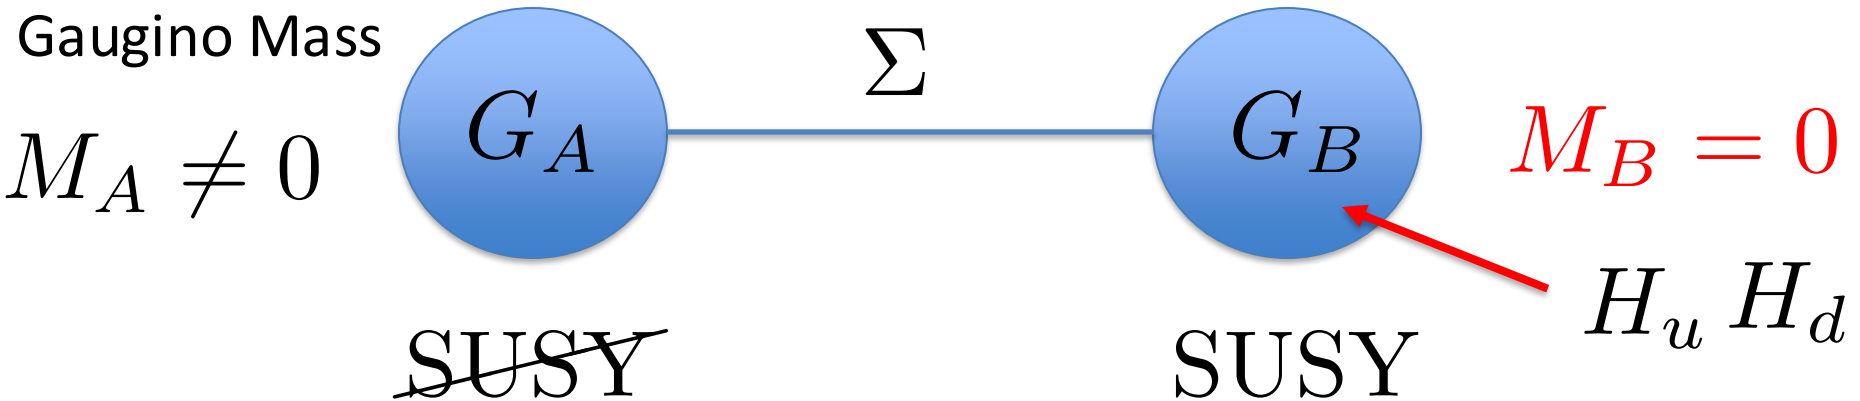 Gaugino Mass
M_A ≠ 0
G_A
Σ
G_B
M_B = 0
H_u H_d
SUSY
SUSY